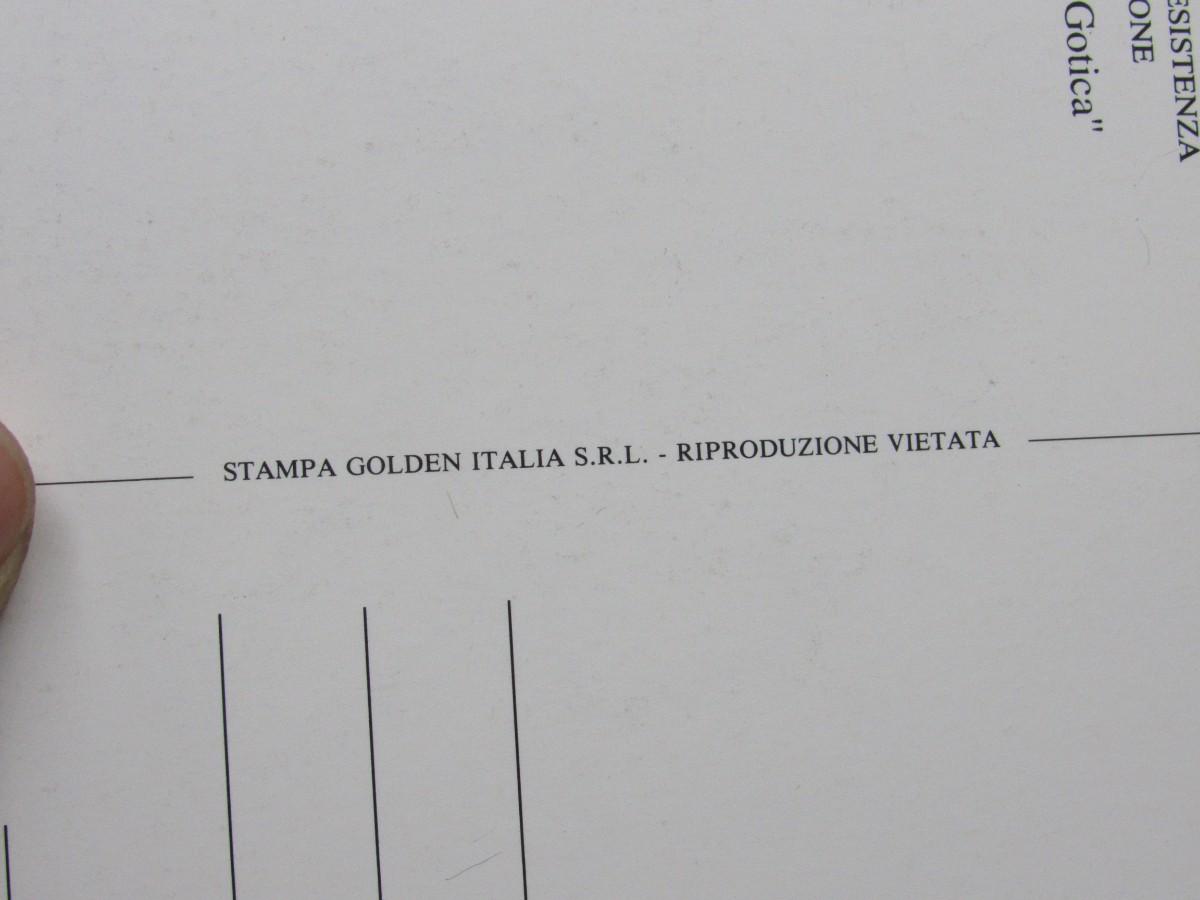 ESISTENZA
ONE
Gotica"
STAMPA GOLDEN ITALIA S.R.L. - RIPRODUZIONE VIETATA